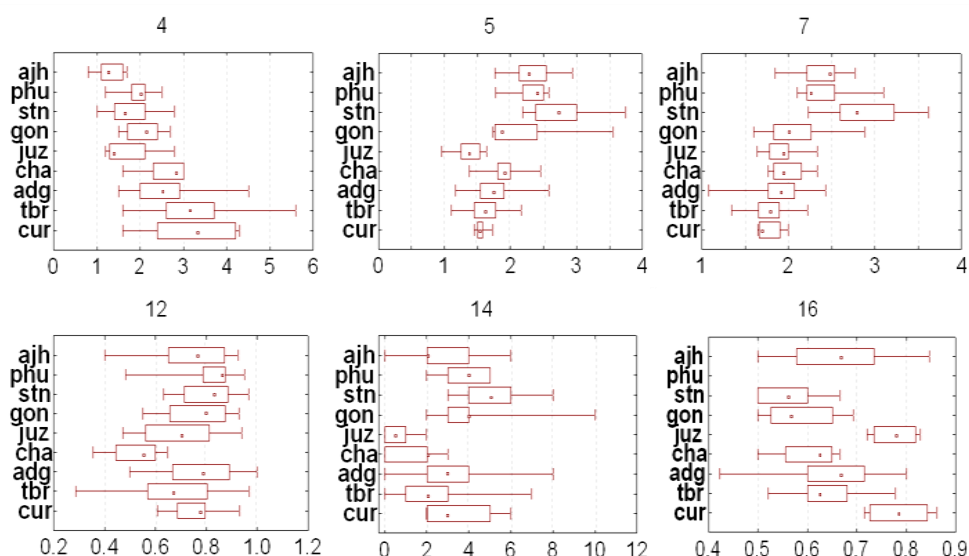 4
ajh
phu
stn
gon
juz
cha
adg
tbr
cur
0 1 2 3 4 5 6
5
ajh
phu
stn
gon
juz
cha
adg
tbr
cur
0 1 2 3 4
7
ajh
phu
stn
gon
juz
cha
adg
tbr
cur
1 2 3 4
12
ajh
phu
stn
gon
juz
cha
adg
tbr
cur
0.2 0.4 0.6 0.8 1.0 1.2
14
ajh
phu
stn
gon
juz
cha
adg
tbr
cur
0 2 4 6 8 10 12
16
ajh
phu
stn
gon
juz
cha
adg
tbr
cur
0.4 0.5 0.6 0.7 0.8 0.9